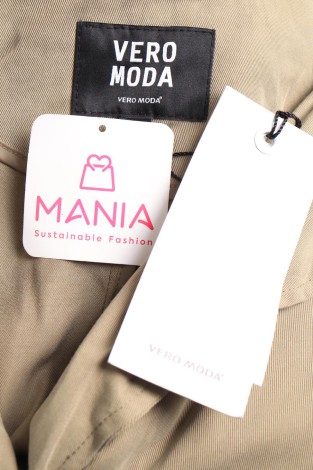 VERO
MODA
VERO MODA®
MANIA
Sustainable Fashion
VERO MODA®